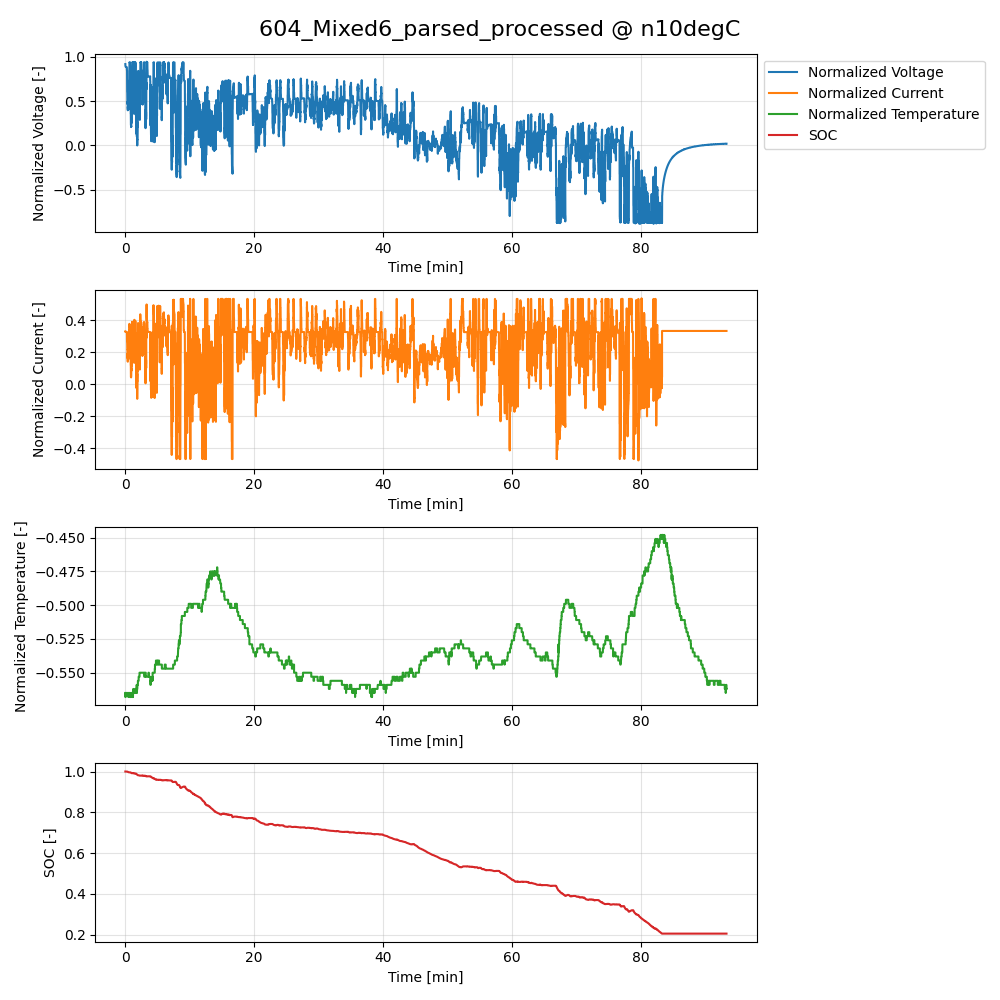 604_Mixed6_parsed_processed @ n10degC
Normalized Voltage [-]
1.0
0.5
0.0
−0.5
0 20 40 60 80
Time [min]
Normalized Voltage
Normalized Current
Normalized Temperature
SOC
Normalized Current [-]
0.4
0.2
0.0
−0.2
−0.4
0 20 40 60 80
Time [min]
Normalized Temperature [-]
−0.450
−0.475
−0.500
−0.525
−0.550
0 20 40 60 80
Time [min]
SOC [-]
1.0
0.8
0.6
0.4
0.2
0 20 40 60 80
Time [min]